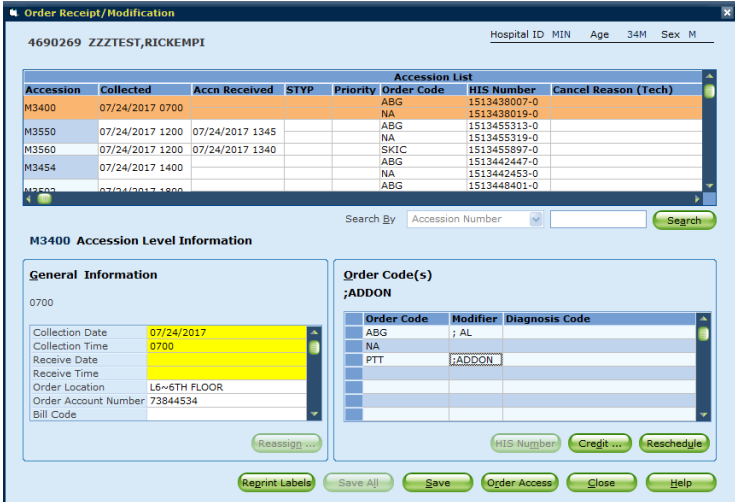 Order Receipt/Modification
4690269 ZZZTEST,RICKEMPI Hospital ID MIN Age 34M Sex M
Accession List
Accession Collected Accn Received STYP Priority Order Code HIS Number Cancel Reason (Tech)
M3400 07/24/2017 0700 ABG 1513438007-0
NA 1513438019-0
M3550 07/24/2017 1200 07/24/2017 1345 ABG 1513455313-0
NA 1513455319-0
M3560 07/24/2017 1200 07/24/2017 1340 SKIC 1513455897-0
M3454 07/24/2017 1400 ABG 1513442447-0
NA 1513442453-0
M3502 07/24/2017 1800 ABG 1513448401-0
Search By Accession Number Search
M3400 Accession Level Information
General Information
0700
Collection Date 07/24/2017
Collection Time 0700
Receive Date
Receive Time
Order Location L6~6TH FLOOR
Order Account Number 73844534
Bill Code
Reassign ...
Order Code(s)
;ADDON
Order Code Modifier Diagnosis Code
ABG ; AL
NA
PTT ;ADDON
HIS Number Credit ... Reschedule
Reprint Labels Save All Save Order Access Close Help